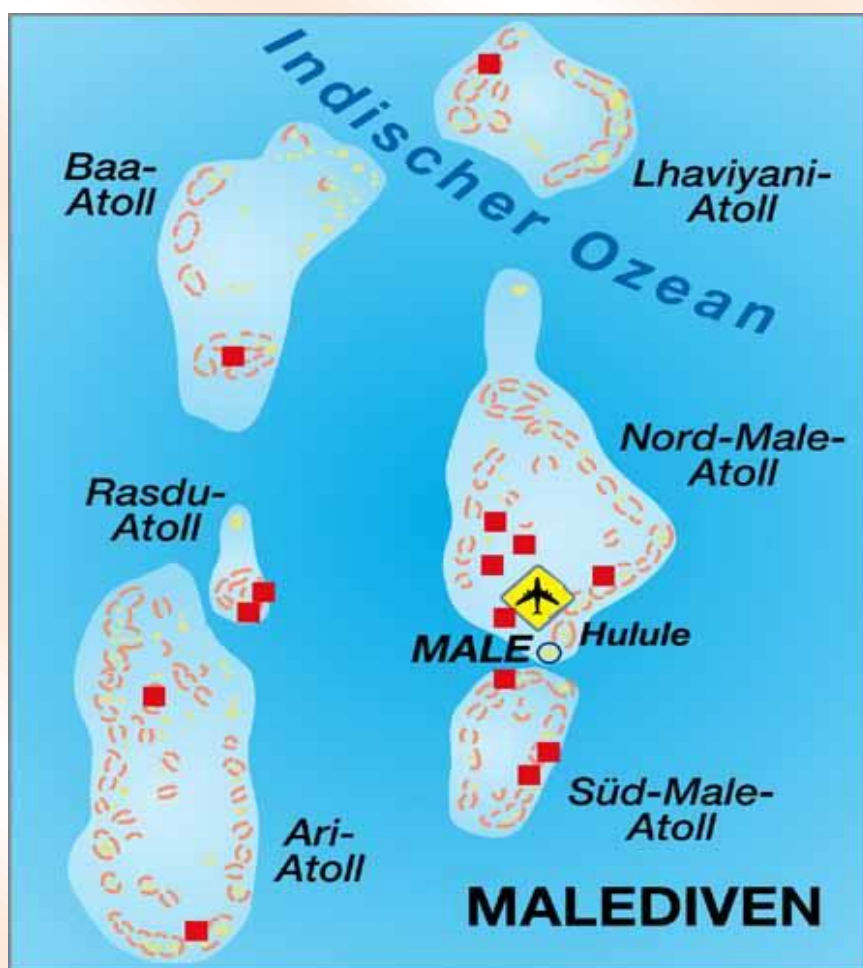 Indischer Ozean
Baa-
Atoll
Lhaviyani-
Atoll
Nord-Male-
Atoll
Rasdu-
Atoll
MALE
Hulule
Süd-Male-
Atoll
Ari-
Atoll
MALEDIVEN